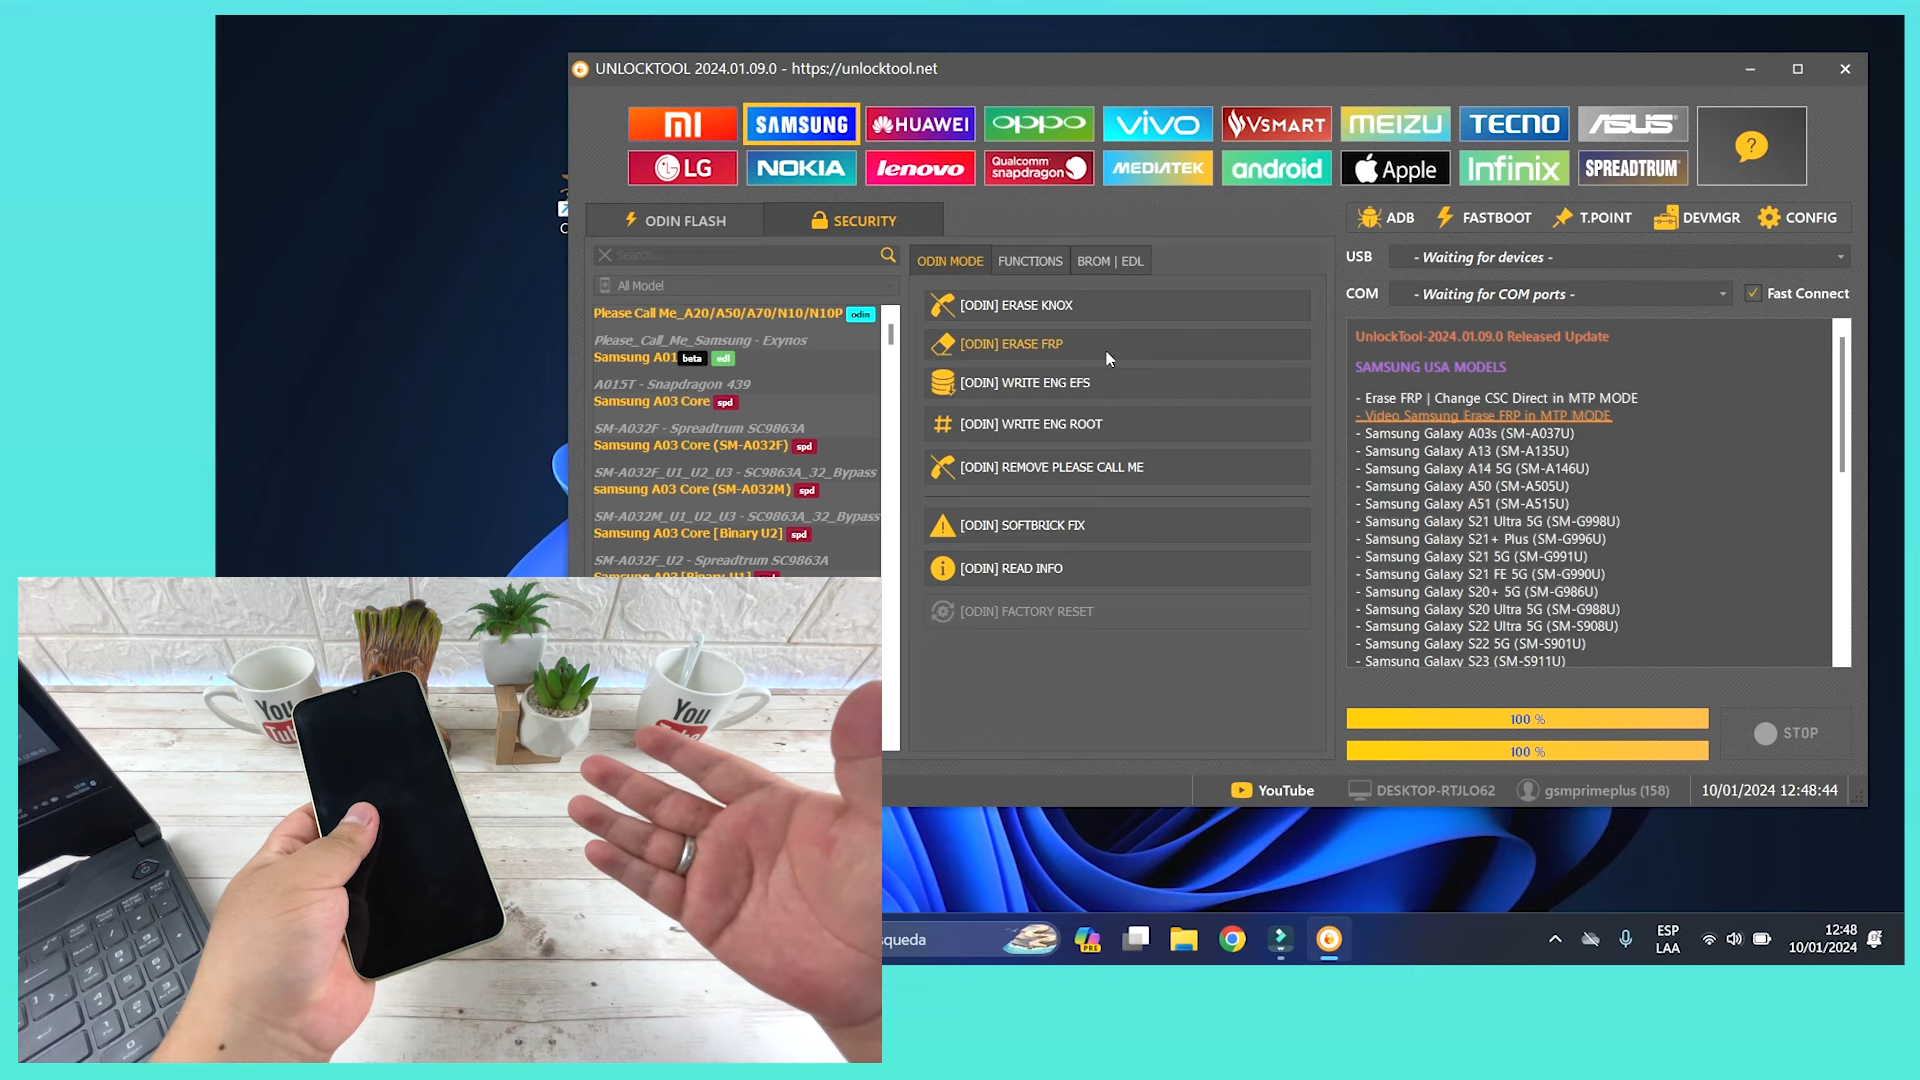 UNLOCKTOOL 2024.01.09.0 - https://unlocktool.net
mi SAMSUNG HUAWEI oppo vivo VSMART MEIZU TECNO ASUS
LG NOKIA lenovo Qualcomm snapdragon MEDIATEK android Apple Infinix SPREADTRUM
ODIN FLASH
SECURITY
Search...
All Model
Please Call Me_A20/A50/A70/N10/N10P odin
Please_Call_Me_Samsung - Exynos
Samsung A01 beta edl
A015T - Snapdragon 439
Samsung A03 Core spd
SM-A032F - Spreadtrum SC9863A
Samsung A03 Core (SM-A032F) spd
SM-A032F_U1_U2_U3 - SC9863A_32_Bypass
samsung A03 Core (SM-A032M) spd
SM-A032M_U1_U2_U3 - SC9863A_32_Bypass
Samsung A03 Core [Binary U2] spd
SM-A032F_U2 - Spreadtrum SC9863A
Samsung A03 [Binary U1]
ODIN MODE
FUNCTIONS
BROM | EDL
[ODIN] ERASE KNOX
[ODIN] ERASE FRP
[ODIN] WRITE ENG EFS
[ODIN] WRITE ENG ROOT
[ODIN] REMOVE PLEASE CALL ME
[ODIN] SOFTBRICK FIX
[ODIN] READ INFO
[ODIN] FACTORY RESET
ADB FASTBOOT T.POINT DEVMGR CONFIG
USB - Waiting for devices -
COM - Waiting for COM ports - Fast Connect
UnlockTool-2024.01.09.0 Released Update
SAMSUNG USA MODELS
- Erase FRP | Change CSC Direct in MTP MODE
- Video Samsung Erase FRP in MTP MODE
- Samsung Galaxy A03s (SM-A037U)
- Samsung Galaxy A13 (SM-A135U)
- Samsung Galaxy A14 5G (SM-A146U)
- Samsung Galaxy A50 (SM-A505U)
- Samsung Galaxy A51 (SM-A515U)
- Samsung Galaxy S21 Ultra 5G (SM-G998U)
- Samsung Galaxy S21+ Plus (SM-G996U)
- Samsung Galaxy S21 5G (SM-G991U)
- Samsung Galaxy S21 FE 5G (SM-G990U)
- Samsung Galaxy S20+ 5G (SM-G986U)
- Samsung Galaxy S20 Ultra 5G (SM-G988U)
- Samsung Galaxy S22 Ultra 5G (SM-S908U)
- Samsung Galaxy S22 5G (SM-S901U)
- Samsung Galaxy S23 (SM-S911U)
100 %
100 %
STOP
YouTube DESKTOP-RTJLO62 gsmprimeplus (158) 10/01/2024 12:48:44
squeda
PRE
ESP
LAA
12:48
10/01/2024
You
Tub
You